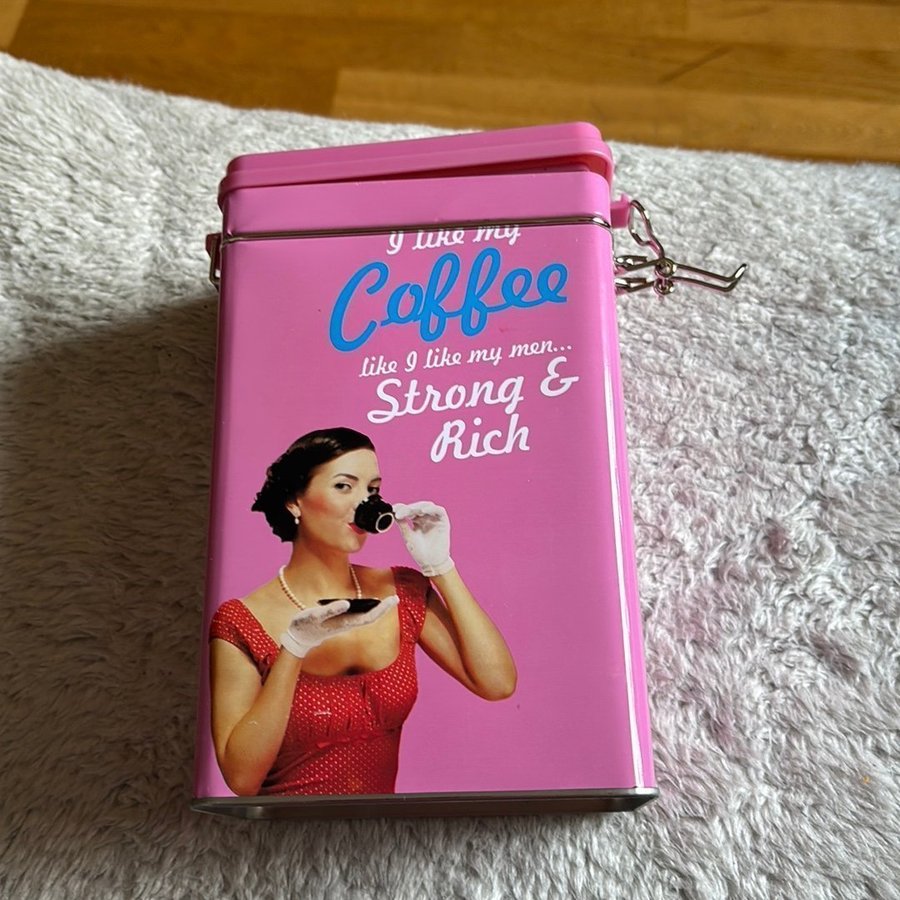 I like my
Coffee
like I like my men...
Strong &
Rich